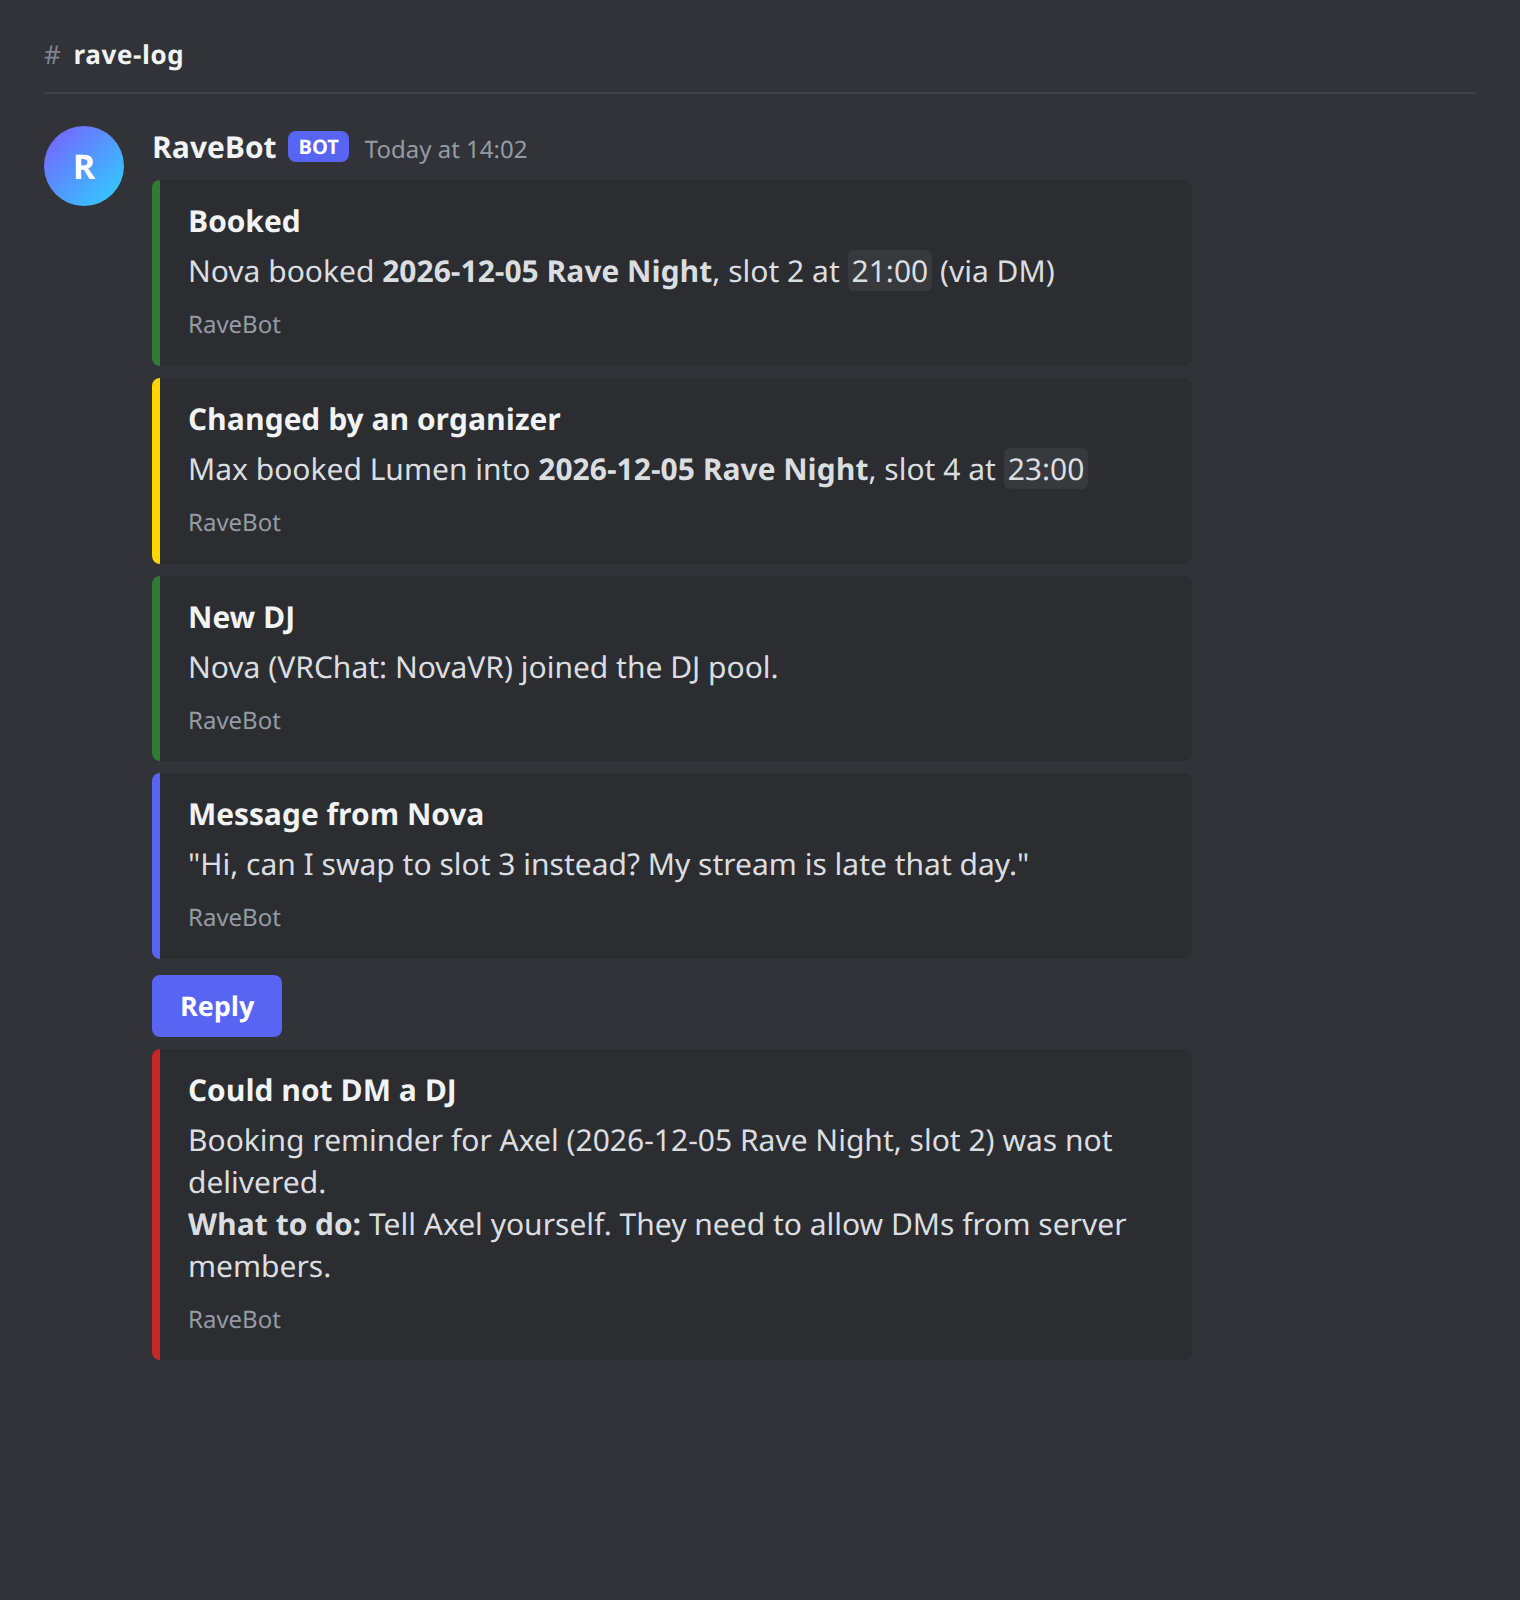 # rave-log
R
RaveBot BOT Today at 14:02
Booked
Nova booked 2026-12-05 Rave Night, slot 2 at 21:00 (via DM)
RaveBot
Changed by an organizer
Max booked Lumen into 2026-12-05 Rave Night, slot 4 at 23:00
RaveBot
New DJ
Nova (VRChat: NovaVR) joined the DJ pool.
RaveBot
Message from Nova
"Hi, can I swap to slot 3 instead? My stream is late that day."
RaveBot
Reply
Could not DM a DJ
Booking reminder for Axel (2026-12-05 Rave Night, slot 2) was not
delivered.
What to do: Tell Axel yourself. They need to allow DMs from server
members.
RaveBot